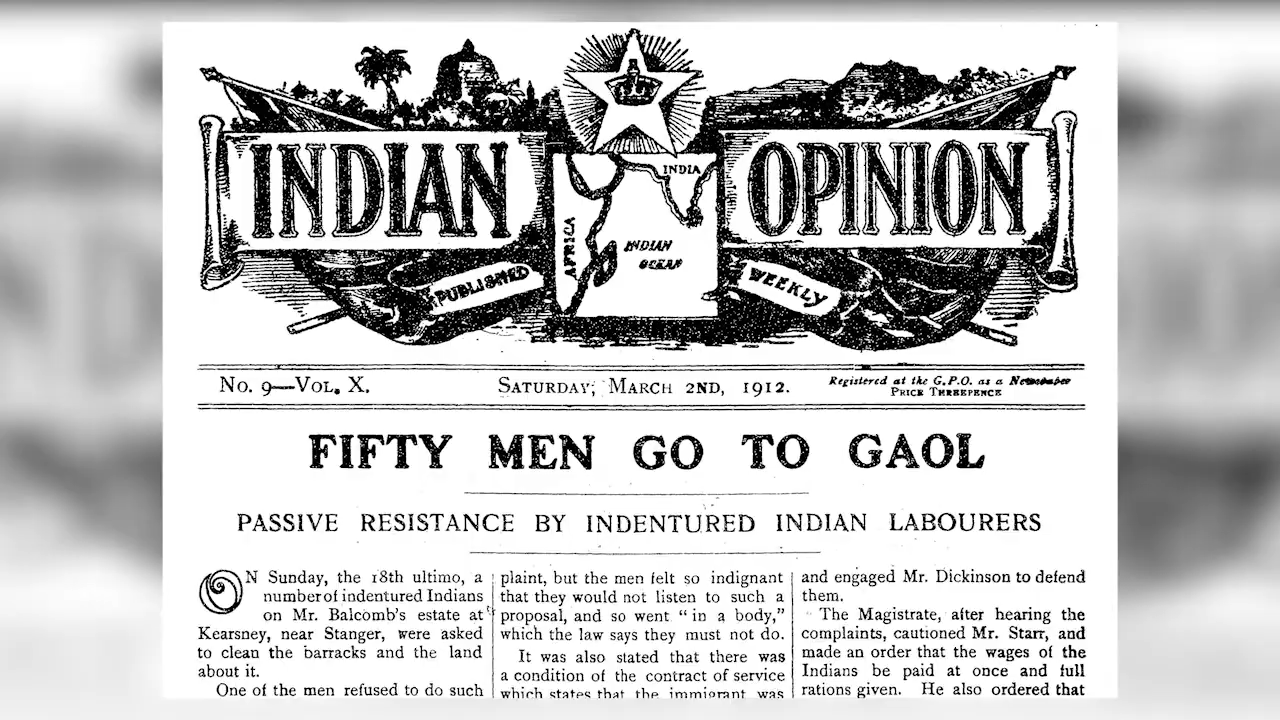 INDIAN OPINION
INDIA
AFRICA
INDIAN
OCEAN
PUBLISHED WEEKLY
No. 9—Vol. X. Saturday, March 2nd, 1912. Registered at the G.P.O. as a Newspaper
Price Threepence
FIFTY MEN GO TO GAOL
PASSIVE RESISTANCE BY INDENTURED INDIAN LABOURERS
ON Sunday, the 18th ultimo, a
number of indentured Indians
on Mr. Balcomb's estate at
Kearsney, near Stanger, were asked
to clean the barracks and the land
about it.
One of the men refused to do such
plaint, but the men felt so indignant
that they would not listen to such a
proposal, and so went "in a body,"
which the law says they must not do.
It was also stated that there was
a condition of the contract of service
which states that the immigrant was
and engaged Mr. Dickinson to defend
them.
The Magistrate, after hearing the
complaints, cautioned Mr. Starr, and
made an order that the wages of the
Indians be paid at once and full
rations given. He also ordered that